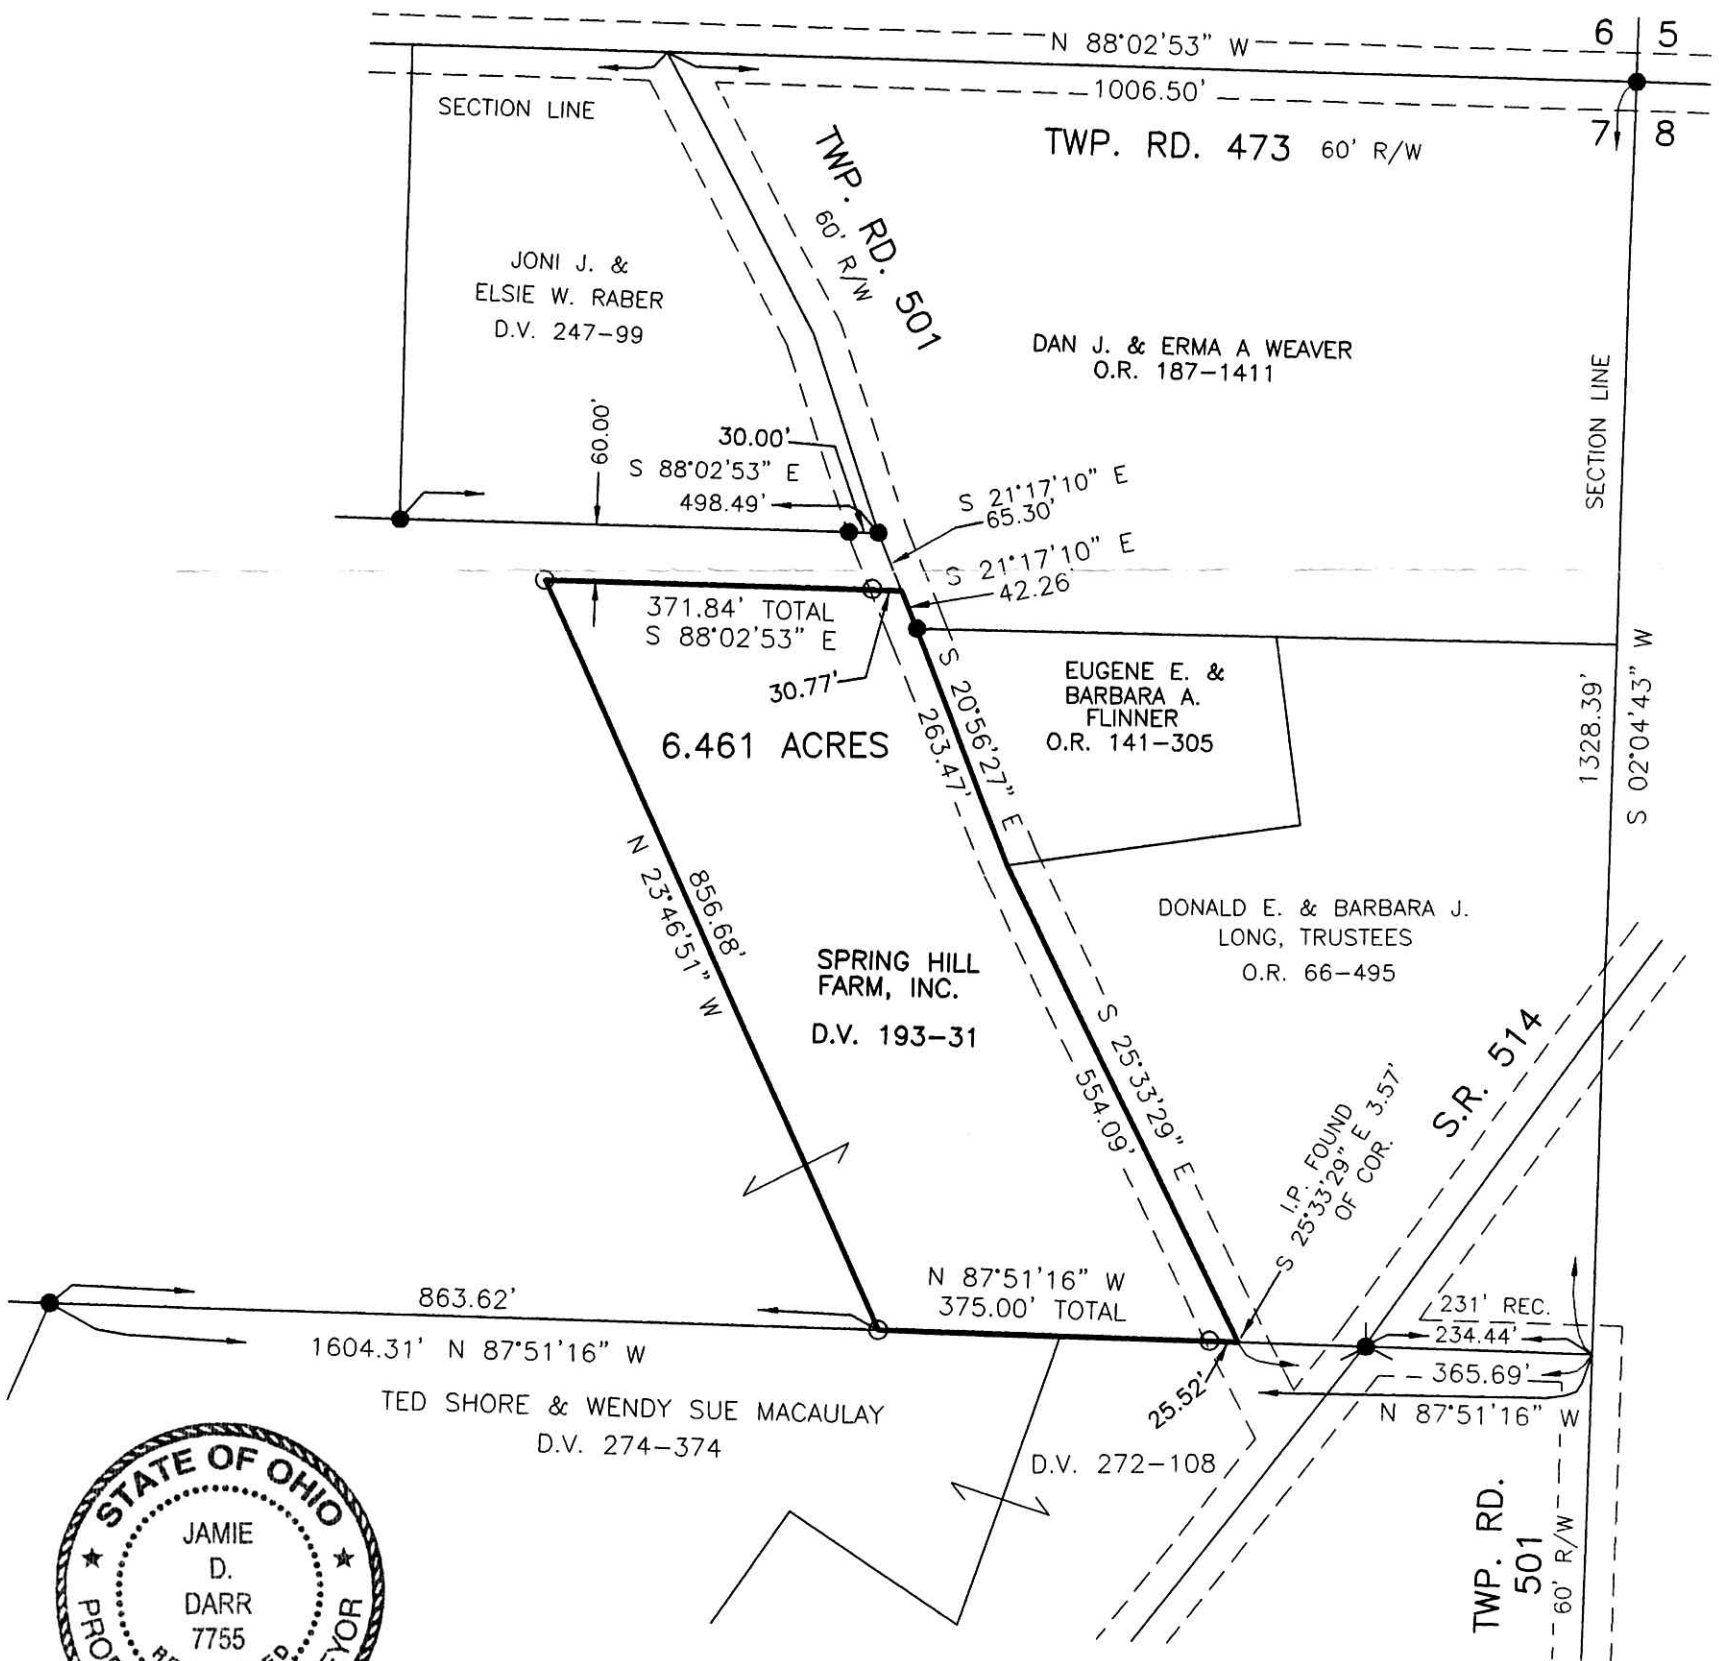 N 88°02'53" W
6 5
1006.50'
SECTION LINE
7 8
TWP. RD. 473 60' R/W
TWP. RD. 501
60' R/W
JONI J. &
ELSIE W. RABER
D.V. 247-99
DAN J. & ERMA A WEAVER
O.R. 187-1411
SECTION LINE
60.00'
30.00'
S 88°02'53" E
498.49'
S 21°17'10" E
65.30'
S 21°17'10" E
42.26'
371.84' TOTAL
S 88°02'53" E
30.77'
S 20°56'27" E
263.47'
EUGENE E. &
BARBARA A.
FLINNER
O.R. 141-305
1328.39'
S 02°04'43" W
6.461 ACRES
856.68'
N 23°46'51" W
SPRING HILL
FARM, INC.
D.V. 193-31
DONALD E. & BARBARA J.
LONG, TRUSTEES
O.R. 66-495
S 25°33'29" E
554.09'
S.R. 514
I.P. FOUND
S 25°33'29" E 3.57'
OF COR.
N 87°51'16" W
375.00' TOTAL
863.62'
1604.31' N 87°51'16" W
231' REC.
234.44'
365.69'
N 87°51'16" W
25.52'
TED SHORE & WENDY SUE MACAULAY
D.V. 274-374
D.V. 272-108
TWP. RD.
501
60' R/W
STATE OF OHIO
JAMIE
D.
DARR
7755